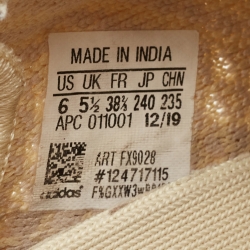 MADE IN INDIA
US UK FR JP CHN
6 5½ 38⅔ 240 235
APC 011001 12/19
ART FX9028
#124717115
adidas